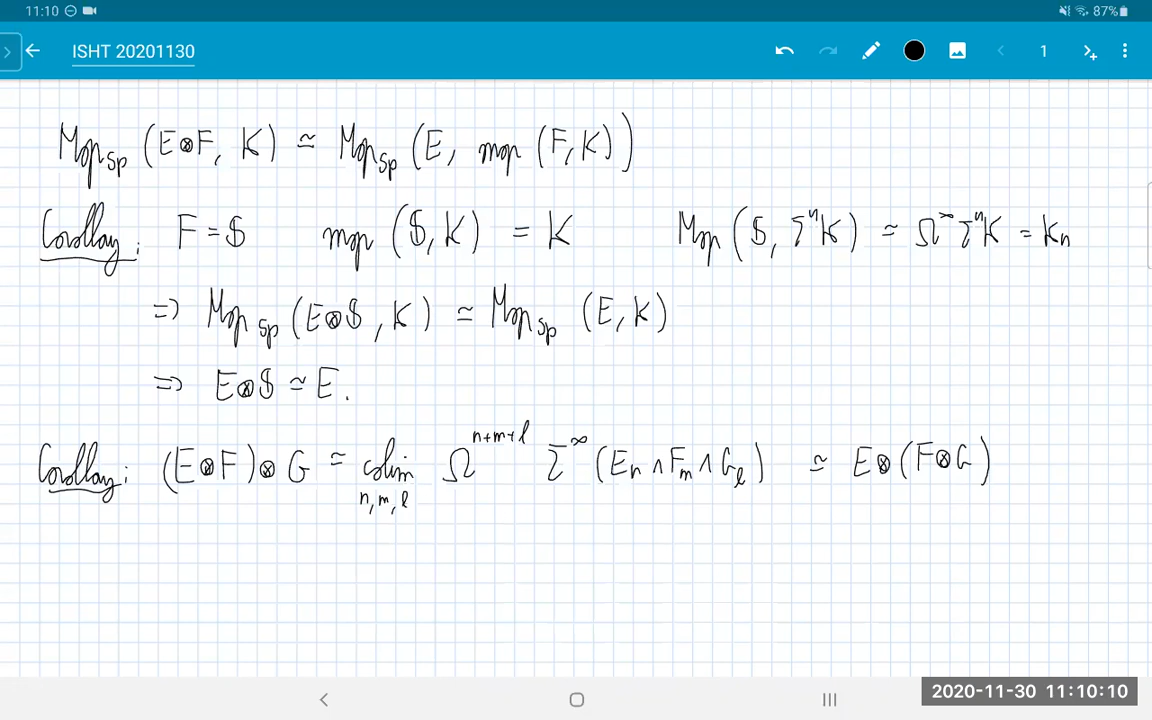 11:10 87%
ISHT 20201130 1
Map_Sp (E⊗F, K) ≃ Map_Sp (E, map (F,K))
Corollary: F = $ map ($,K) = K Map ($, Σ^n K) ≃ Ω^∞ Σ^n K = K_n
⇒ Map_Sp (E⊗$, K) ≃ Map_Sp (E,K)
⇒ E⊗$ ≃ E.
Corollary: (E⊗F)⊗G ≃ colim_{n,m,l} Ω^{n+m+l} Σ^∞ (E_n ∧ F_m ∧ G_l) ≃ E⊗(F⊗G)
2020-11-30 11:10:10